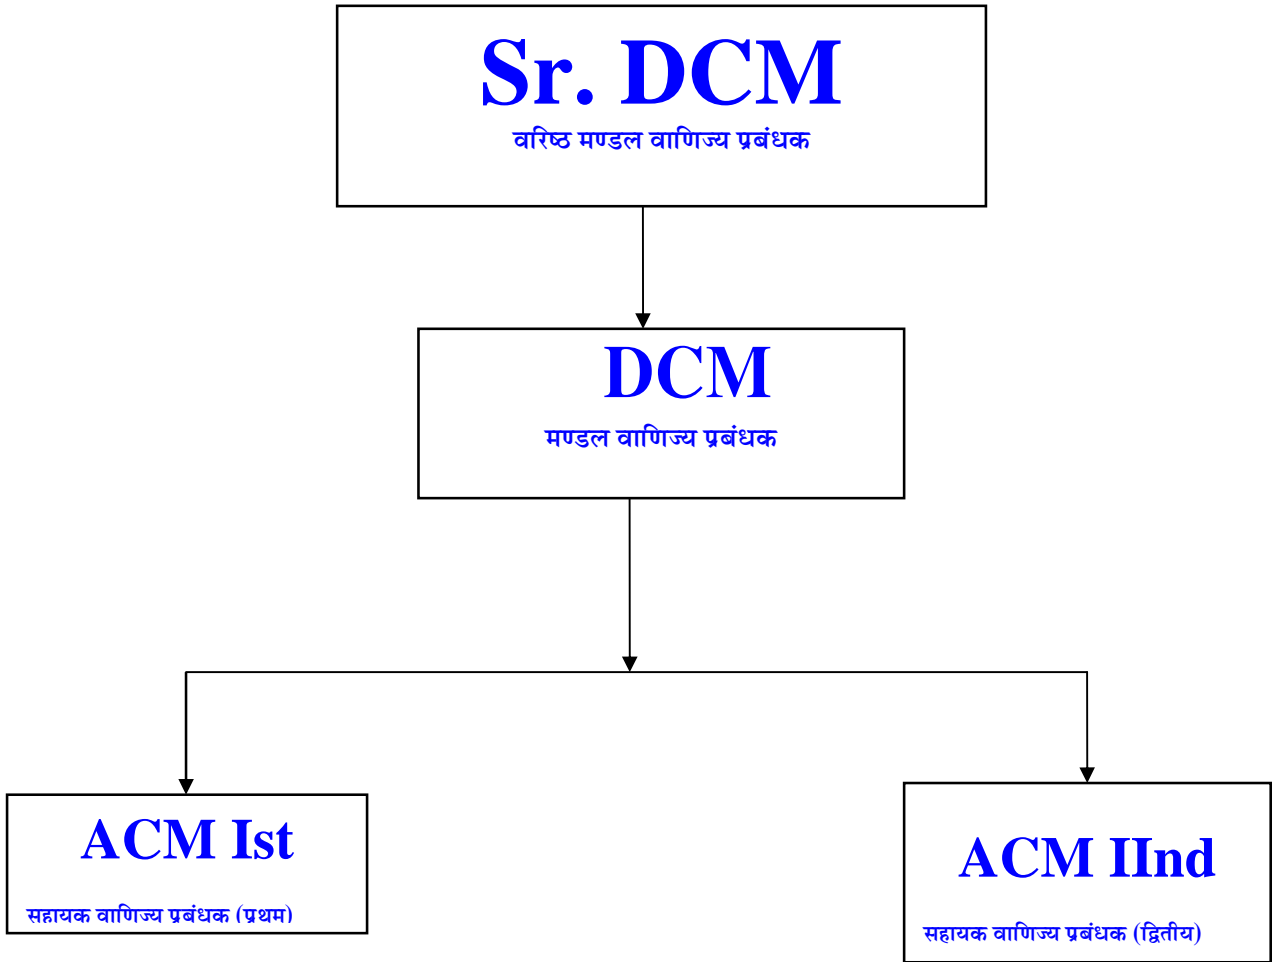 Sr. DCM
वरिष्ठ मण्डल वाणिज्य प्रबंधक
DCM
मण्डल वाणिज्य प्रबंधक
ACM Ist
सहायक वाणिज्य प्रबंधक (प्रथम)
ACM IInd
सहायक वाणिज्य प्रबंधक (द्वितीय)